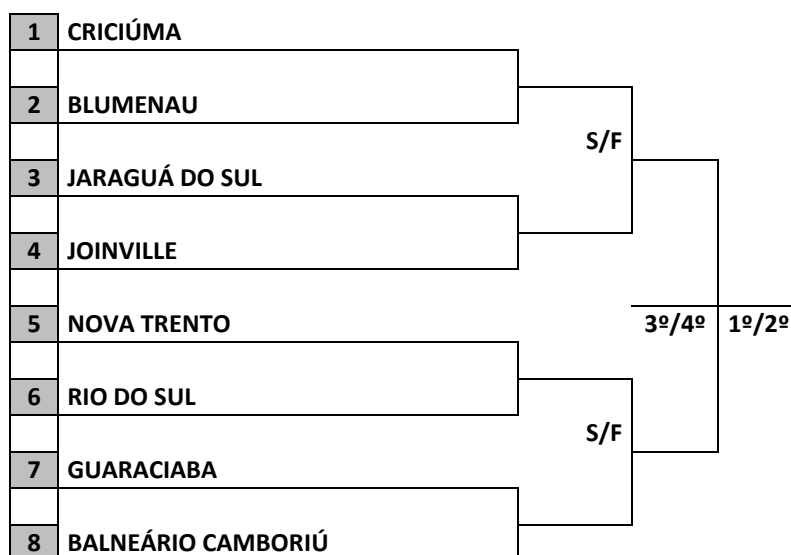 1 CRICIÚMA
2 BLUMENAU
S/F
3 JARAGUÁ DO SUL
4 JOINVILLE
5 NOVA TRENTO 3º/4º 1º/2º
6 RIO DO SUL
S/F
7 GUARACIABA
8 BALNEÁRIO CAMBORIÚ